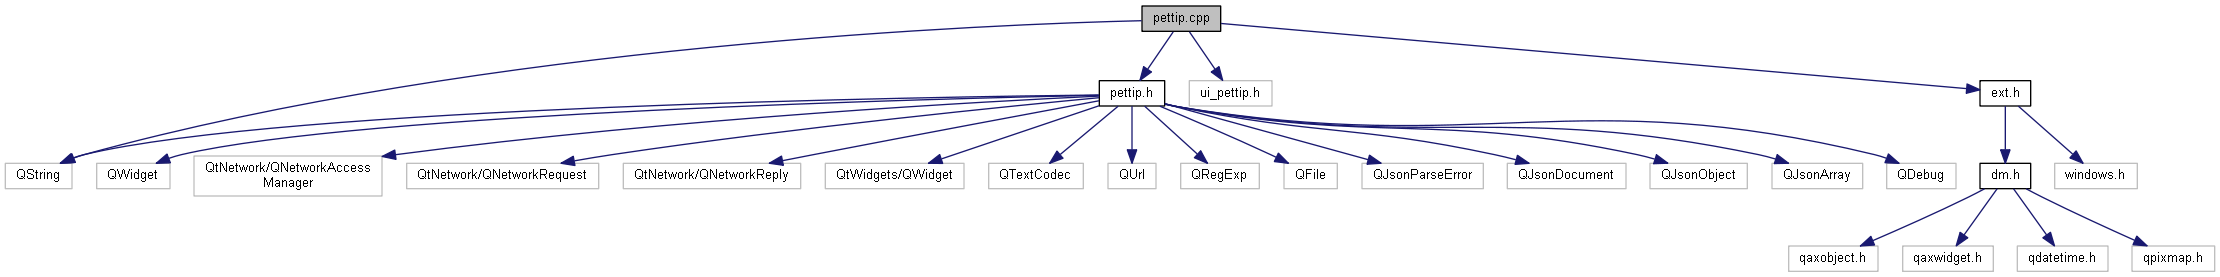 pettip.cpp
pettip.h
ui_pettip.h
ext.h
QString
QWidget
QtNetwork/QNetworkAccess
Manager
QtNetwork/QNetworkRequest
QtNetwork/QNetworkReply
QtWidgets/QWidget
QTextCodec
QUrl
QRegExp
QFile
QJsonParseError
QJsonDocument
QJsonObject
QJsonArray
QDebug
dm.h
windows.h
qaxobject.h
qaxwidget.h
qdatetime.h
qpixmap.h